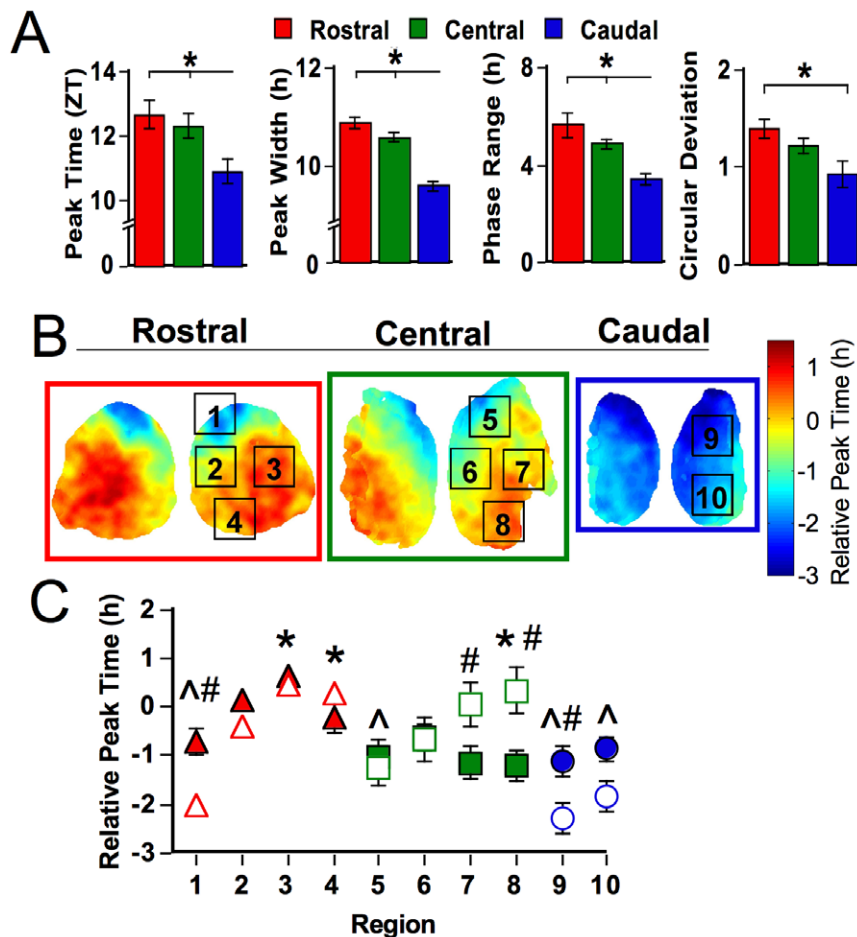 A
Rostral Central Caudal
Peak Time (ZT)
14
12
10
0
*
Peak Width (h)
12
10
0
*
Phase Range (h)
8
4
0
*
Circular Deviation
2
1
0
*
B
Rostral Central Caudal
1
2
3
4
5
6
7
8
9
10
1
0
-1
-2
-3
Relative Peak Time (h)
C
Relative Peak Time (h)
2
1
0
-1
-2
-3
^# * * ^ # *# ^# ^
1 2 3 4 5 6 7 8 9 10
Region